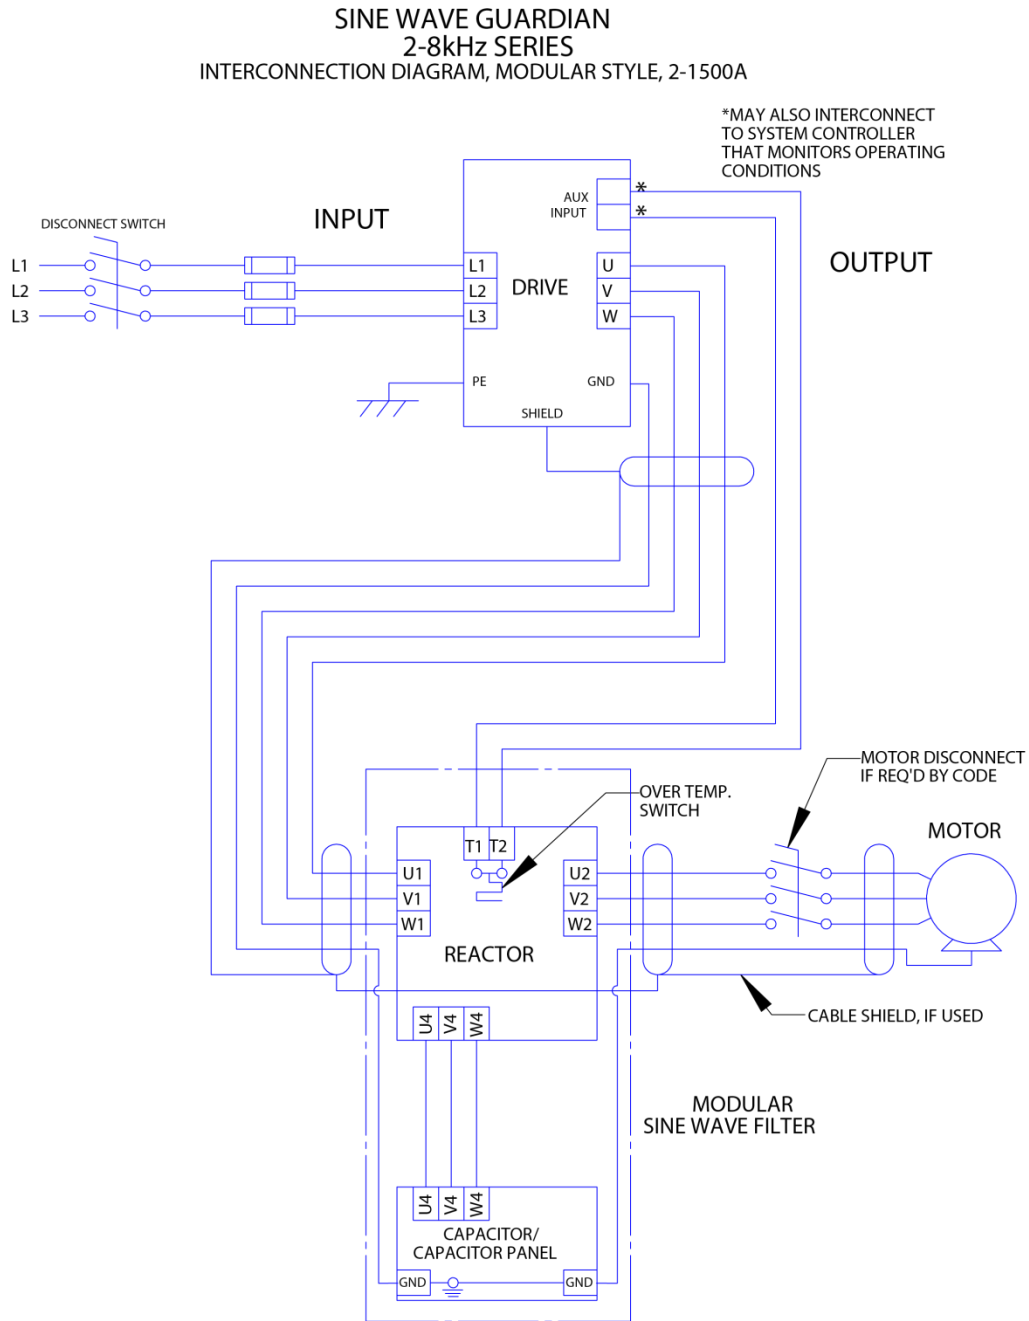 SINE WAVE GUARDIAN
2-8kHz SERIES
INTERCONNECTION DIAGRAM, MODULAR STYLE, 2-1500A
*MAY ALSO INTERCONNECT
TO SYSTEM CONTROLLER
THAT MONITORS OPERATING
CONDITIONS
*
AUX
INPUT
*
INPUT
DISCONNECT SWITCH
OUTPUT
L1
L1
U
L2
L2
DRIVE
V
L3
L3
W
PE
GND
SHIELD
MOTOR DISCONNECT
IF REQ'D BY CODE
OVER TEMP.
SWITCH
MOTOR
T1
T2
U1
U2
V1
V2
W1
W2
REACTOR
CABLE SHIELD, IF USED
U4
V4
W4
MODULAR
SINE WAVE FILTER
U4
V4
W4
CAPACITOR/
CAPACITOR PANEL
GND
GND